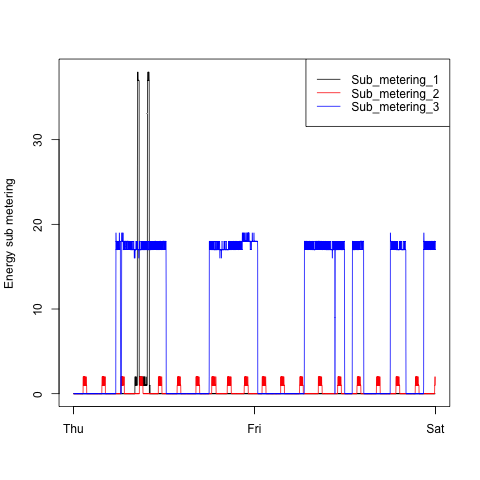 Sub_metering_1
Sub_metering_2
Sub_metering_3
Energy sub metering
30
20
10
0
Thu Fri Sat